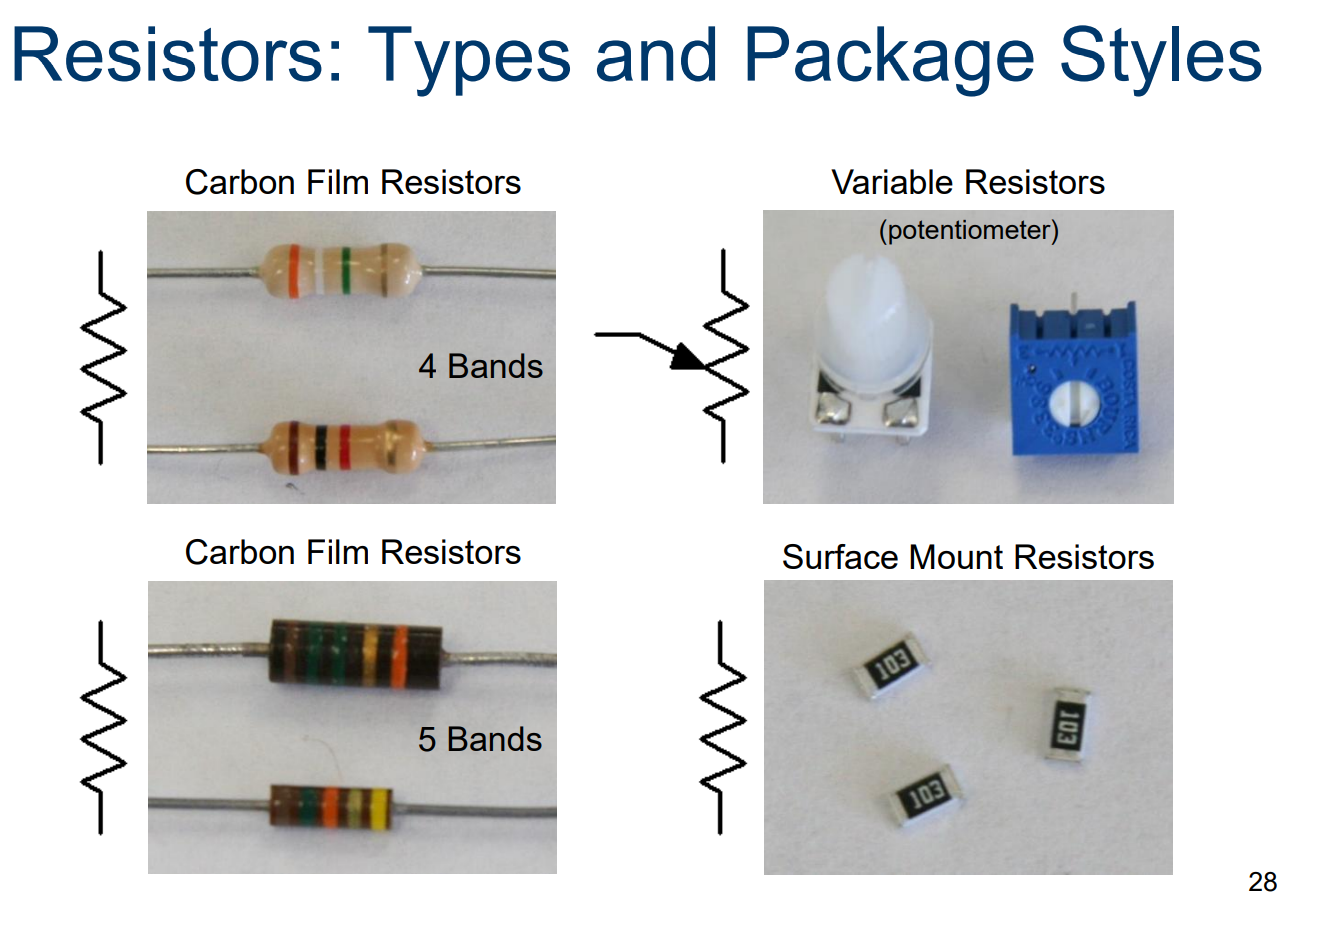 Resistors: Types and Package Styles
Carbon Film Resistors
4 Bands
Variable Resistors
(potentiometer)
Carbon Film Resistors
5 Bands
Surface Mount Resistors
103
103
103
28